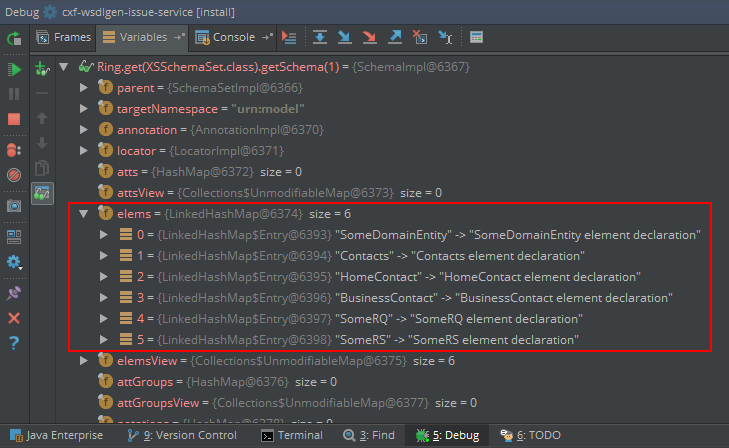 Debug cxf-wsdlgen-issue-service [install]
Frames Variables →* Console →*
Ring.get(XSSchemaSet.class).getSchema(1) = {SchemaImpl@6367}
f parent = {SchemaSetImpl@6366}
f targetNamespace = "urn:model"
f annotation = {AnnotationImpl@6370}
f locator = {LocatorImpl@6371}
f atts = {HashMap@6372} size = 0
f attsView = {Collections$UnmodifiableMap@6373} size = 0
f elems = {LinkedHashMap@6374} size = 6
0 = {LinkedHashMap$Entry@6393} "SomeDomainEntity" -> "SomeDomainEntity element declaration"
1 = {LinkedHashMap$Entry@6394} "Contacts" -> "Contacts element declaration"
2 = {LinkedHashMap$Entry@6395} "HomeContact" -> "HomeContact element declaration"
3 = {LinkedHashMap$Entry@6396} "BusinessContact" -> "BusinessContact element declaration"
4 = {LinkedHashMap$Entry@6397} "SomeRQ" -> "SomeRQ element declaration"
5 = {LinkedHashMap$Entry@6398} "SomeRS" -> "SomeRS element declaration"
f elemsView = {Collections$UnmodifiableMap@6375} size = 6
f attGroups = {HashMap@6376} size = 0
f attGroupsView = {Collections$UnmodifiableMap@6377} size = 0
f notations = {HashMap@6378} size = 0
Java Enterprise 9: Version Control Terminal 3: Find 5: Debug 6: TODO